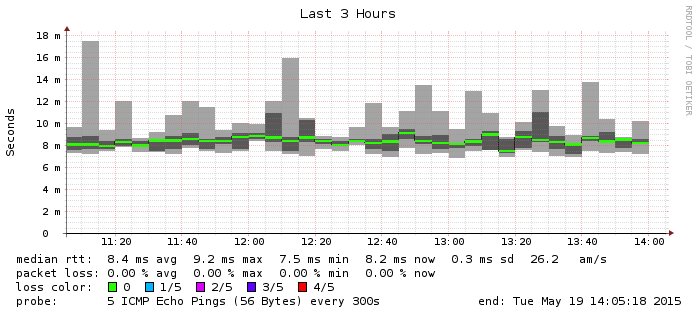 Last 3 Hours
RRDTOOL / TOBI OETIKER
Seconds
18 m
16 m
14 m
12 m
10 m
8 m
6 m
4 m
2 m
0
11:20 11:40 12:00 12:20 12:40 13:00 13:20 13:40 14:00
median rtt: 8.4 ms avg 9.2 ms max 7.5 ms min 8.2 ms now 0.3 ms sd 26.2 am/s
packet loss: 0.00 % avg 0.00 % max 0.00 % min 0.00 % now
loss color: 0 1/5 2/5 3/5 4/5
probe: 5 ICMP Echo Pings (56 Bytes) every 300s end: Tue May 19 14:05:18 2015